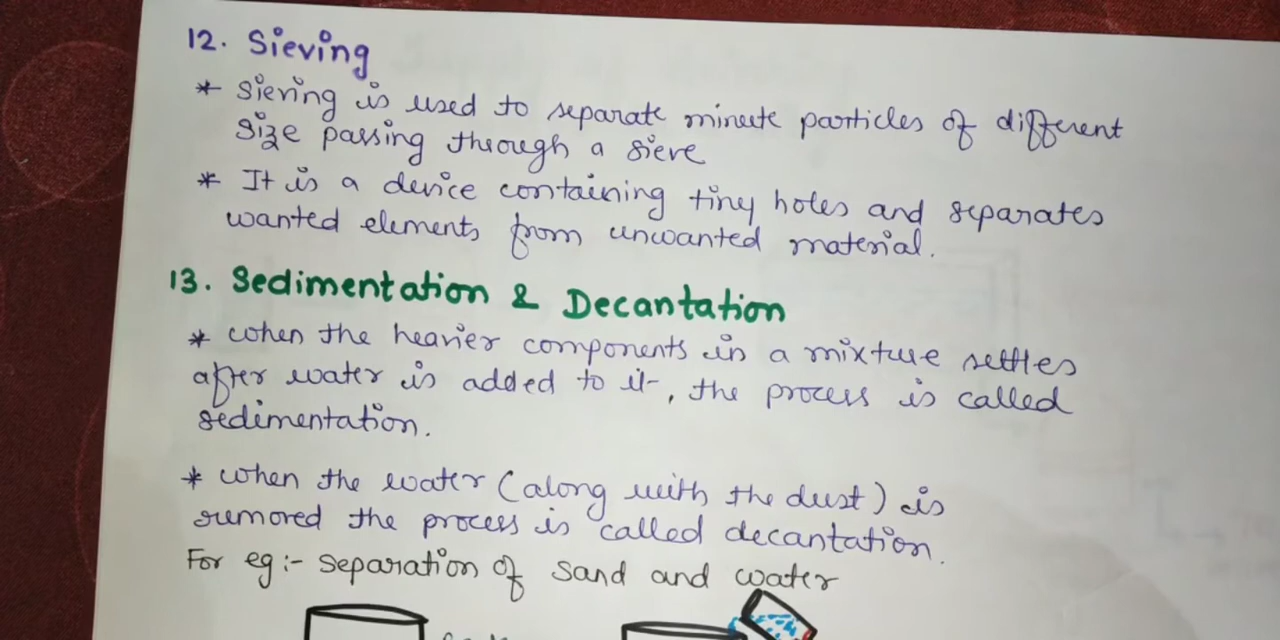 12. Sieving
* Sieving is used to separate minute particles of different
Size passing through a sieve
* It is a device containing tiny holes and separates
wanted elements from unwanted material.
13. Sedimentation & Decantation
* When the heavier components in a mixture settles
after water is added to it, the process is called
sedimentation.
* When the water (along with the dust) is
removed the process is called decantation.
For eg:- Separation of Sand and water